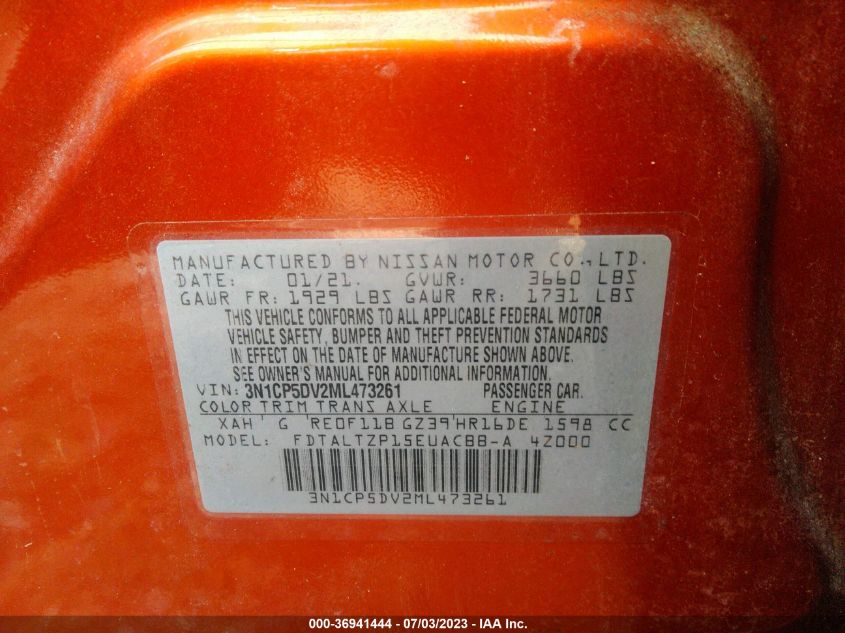 MANUFACTURED BY NISSAN MOTOR CO.,LTD.
DATE: 01/21. GVWR: 3660 LBS
GAWR FR: 1929 LBS GAWR RR: 1731 LBS
THIS VEHICLE CONFORMS TO ALL APPLICABLE FEDERAL MOTOR
VEHICLE SAFETY, BUMPER AND THEFT PREVENTION STANDARDS
IN EFFECT ON THE DATE OF MANUFACTURE SHOWN ABOVE.
SEE OWNER'S MANUAL FOR ADDITIONAL INFORMATION.
VIN: 3N1CP5DV2ML473261 PASSENGER CAR.
COLOR TRIM TRANS AXLE ENGINE
XAH G RE0F11B GZ39 HR16DE 1598 CC
MODEL: FDTALTZP15EUACBB-A 4Z000
3N1CP5DV2ML473261
000-36941444 - 07/03/2023 - IAA Inc.